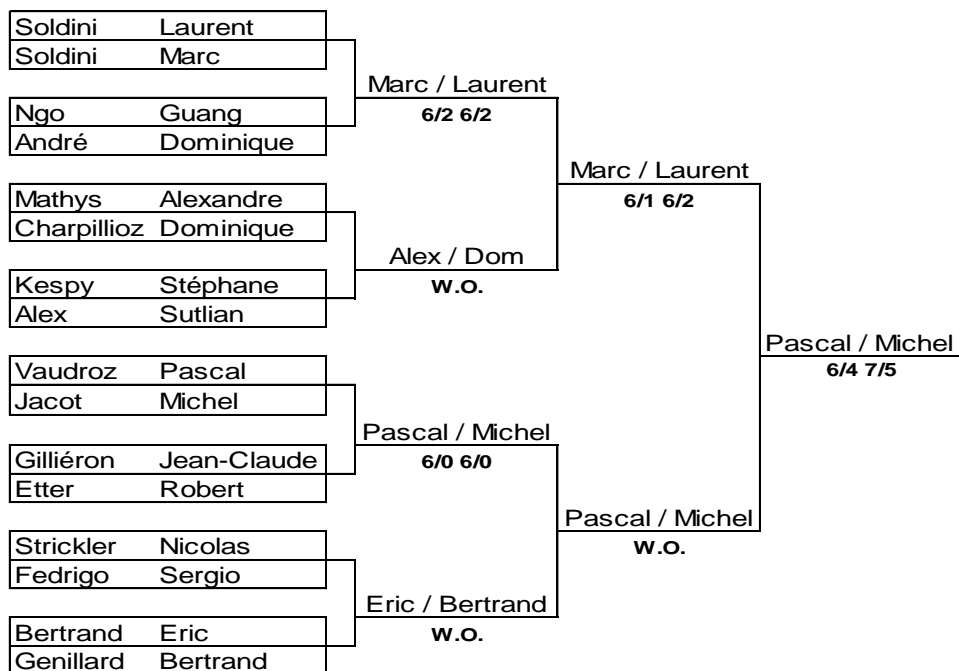 Soldini Laurent
Soldini Marc
Marc / Laurent
6/2 6/2
Ngo Guang
André Dominique
Marc / Laurent
6/1 6/2
Mathys Alexandre
Charpillioz Dominique
Alex / Dom
W.O.
Kespy Stéphane
Alex Sutlian
Pascal / Michel
6/4 7/5
Vaudroz Pascal
Jacot Michel
Pascal / Michel
6/0 6/0
Gilliéron Jean-Claude
Etter Robert
Pascal / Michel
W.O.
Strickler Nicolas
Fedrigo Sergio
Eric / Bertrand
W.O.
Bertrand Eric
Genillard Bertrand